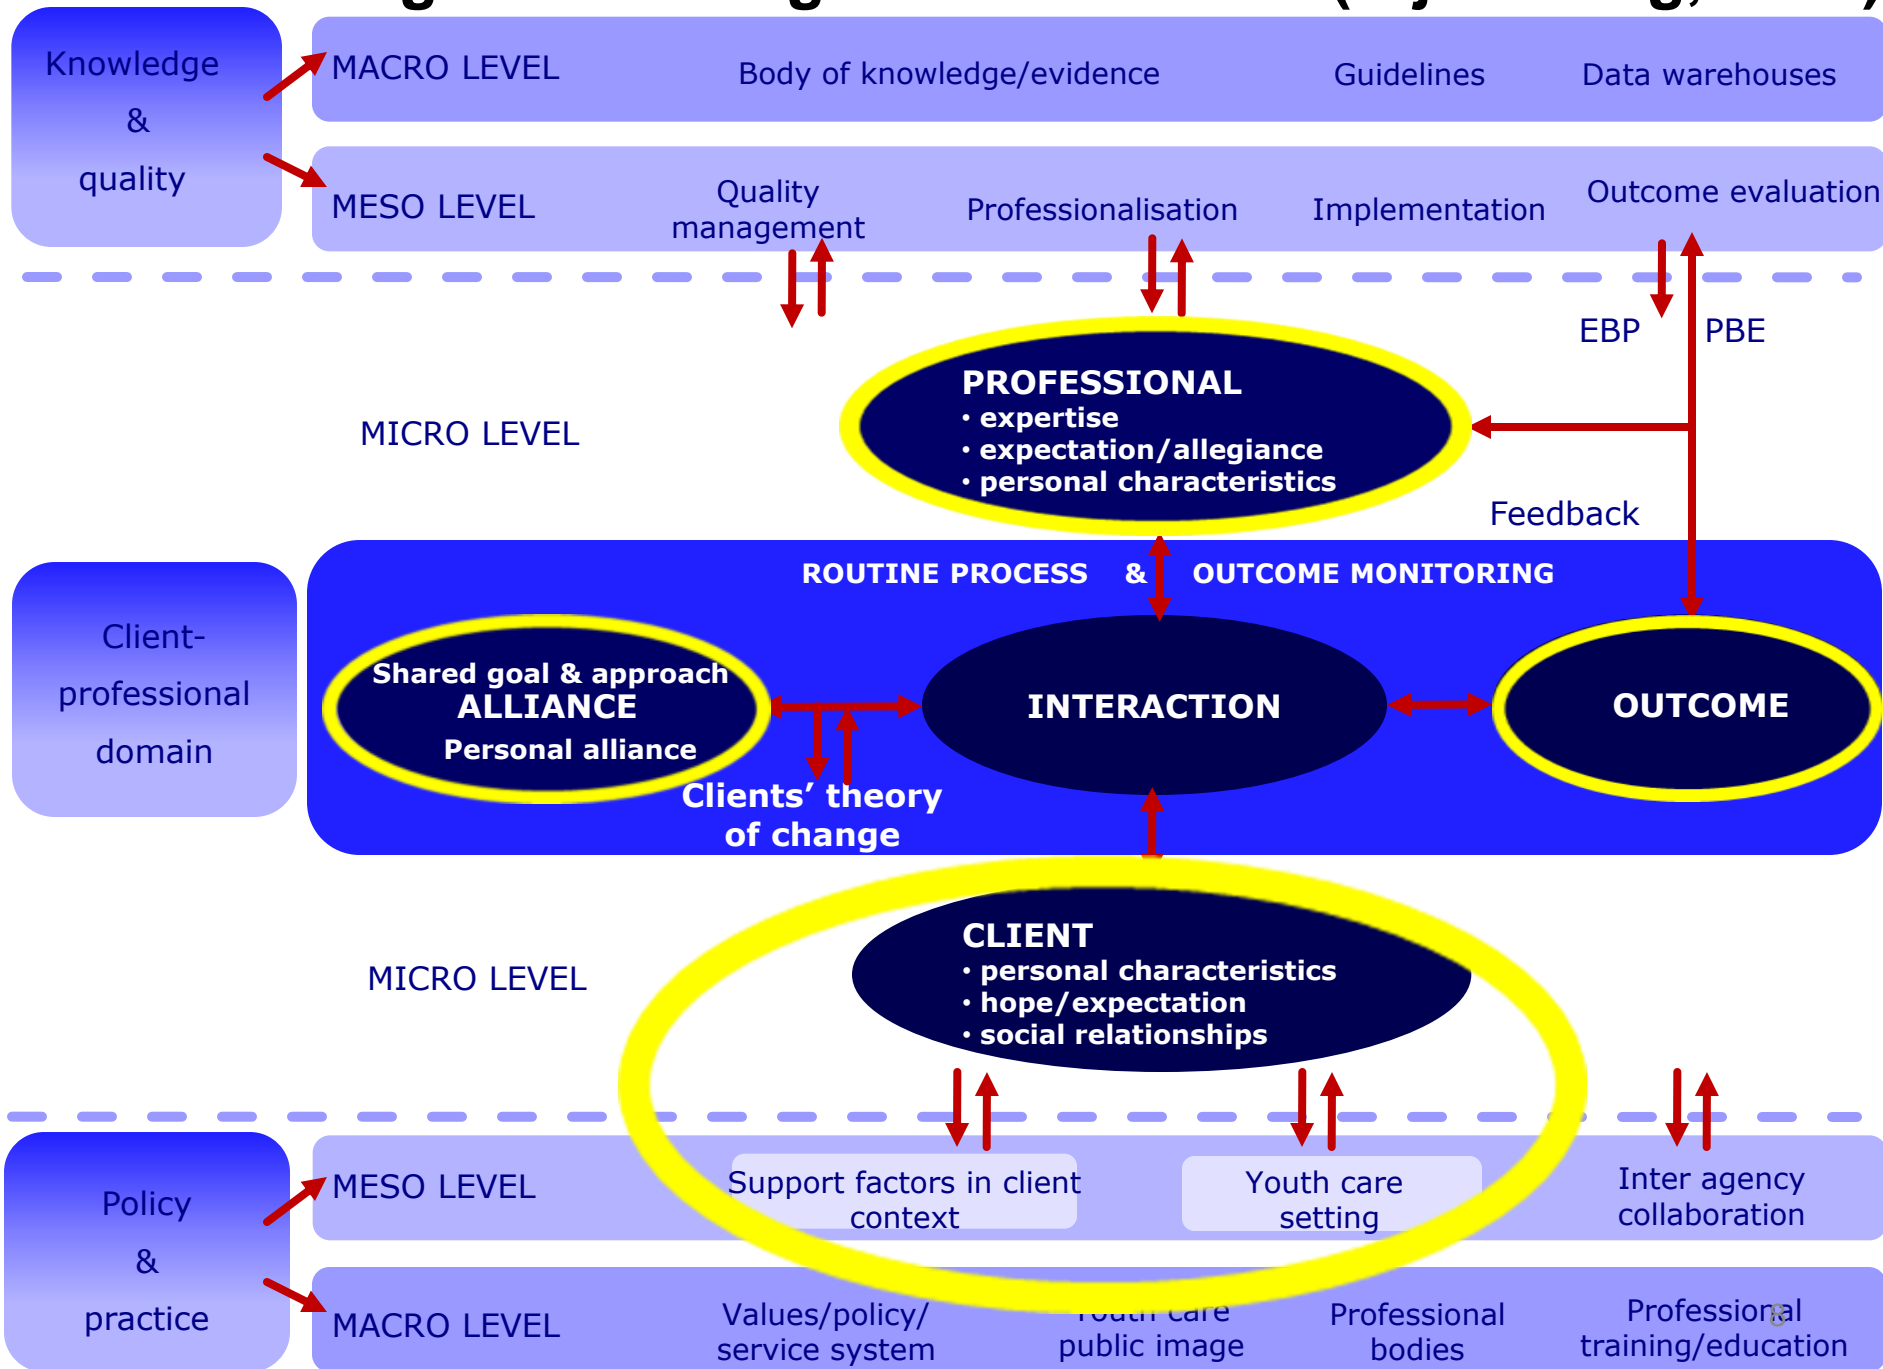 Knowledge
&
quality
MACRO LEVEL
Body of knowledge/evidence
Guidelines
Data warehouses
MESO LEVEL
Quality
management
Professionalisation
Implementation
Outcome evaluation
EBP
PBE
PROFESSIONAL
• expertise
• expectation/allegiance
• personal characteristics
MICRO LEVEL
Feedback
Client-
professional
domain
ROUTINE PROCESS & OUTCOME MONITORING
Shared goal & approach
ALLIANCE
Personal alliance
INTERACTION
OUTCOME
Clients’ theory
of change
CLIENT
• personal characteristics
• hope/expectation
• social relationships
MICRO LEVEL
Policy
&
practice
MESO LEVEL
Support factors in client
context
Youth care
setting
Inter agency
collaboration
MACRO LEVEL
Values/policy/
service system
Youth care
public image
Professional
bodies
Professional
training/education
8